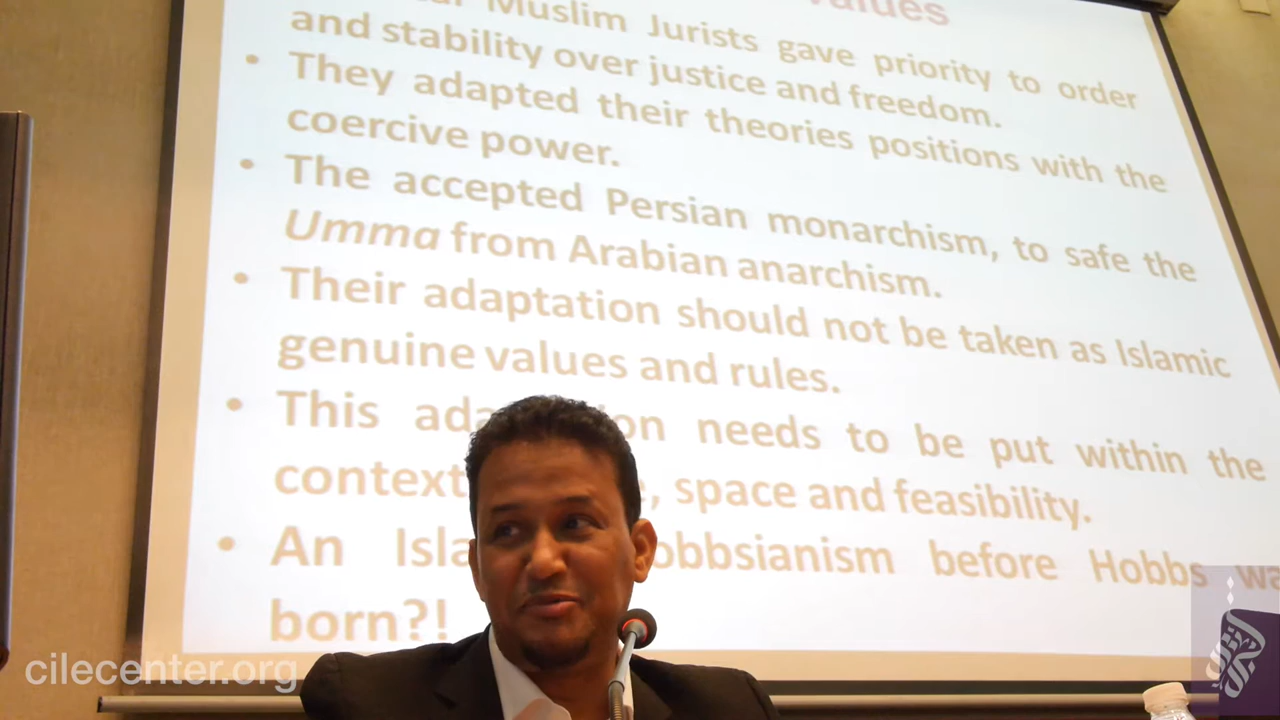 Values
Muslim Jurists gave priority to order
and stability over justice and freedom.
• They adapted their theories positions with the
coercive power.
• The accepted Persian monarchism, to safe the
Umma from Arabian anarchism.
• Their adaptation should not be taken as Islamic
genuine values and rules.
• This needs to be put within the
context space and feasibility.
• An before Hobbs
born?!
cilecenter.org